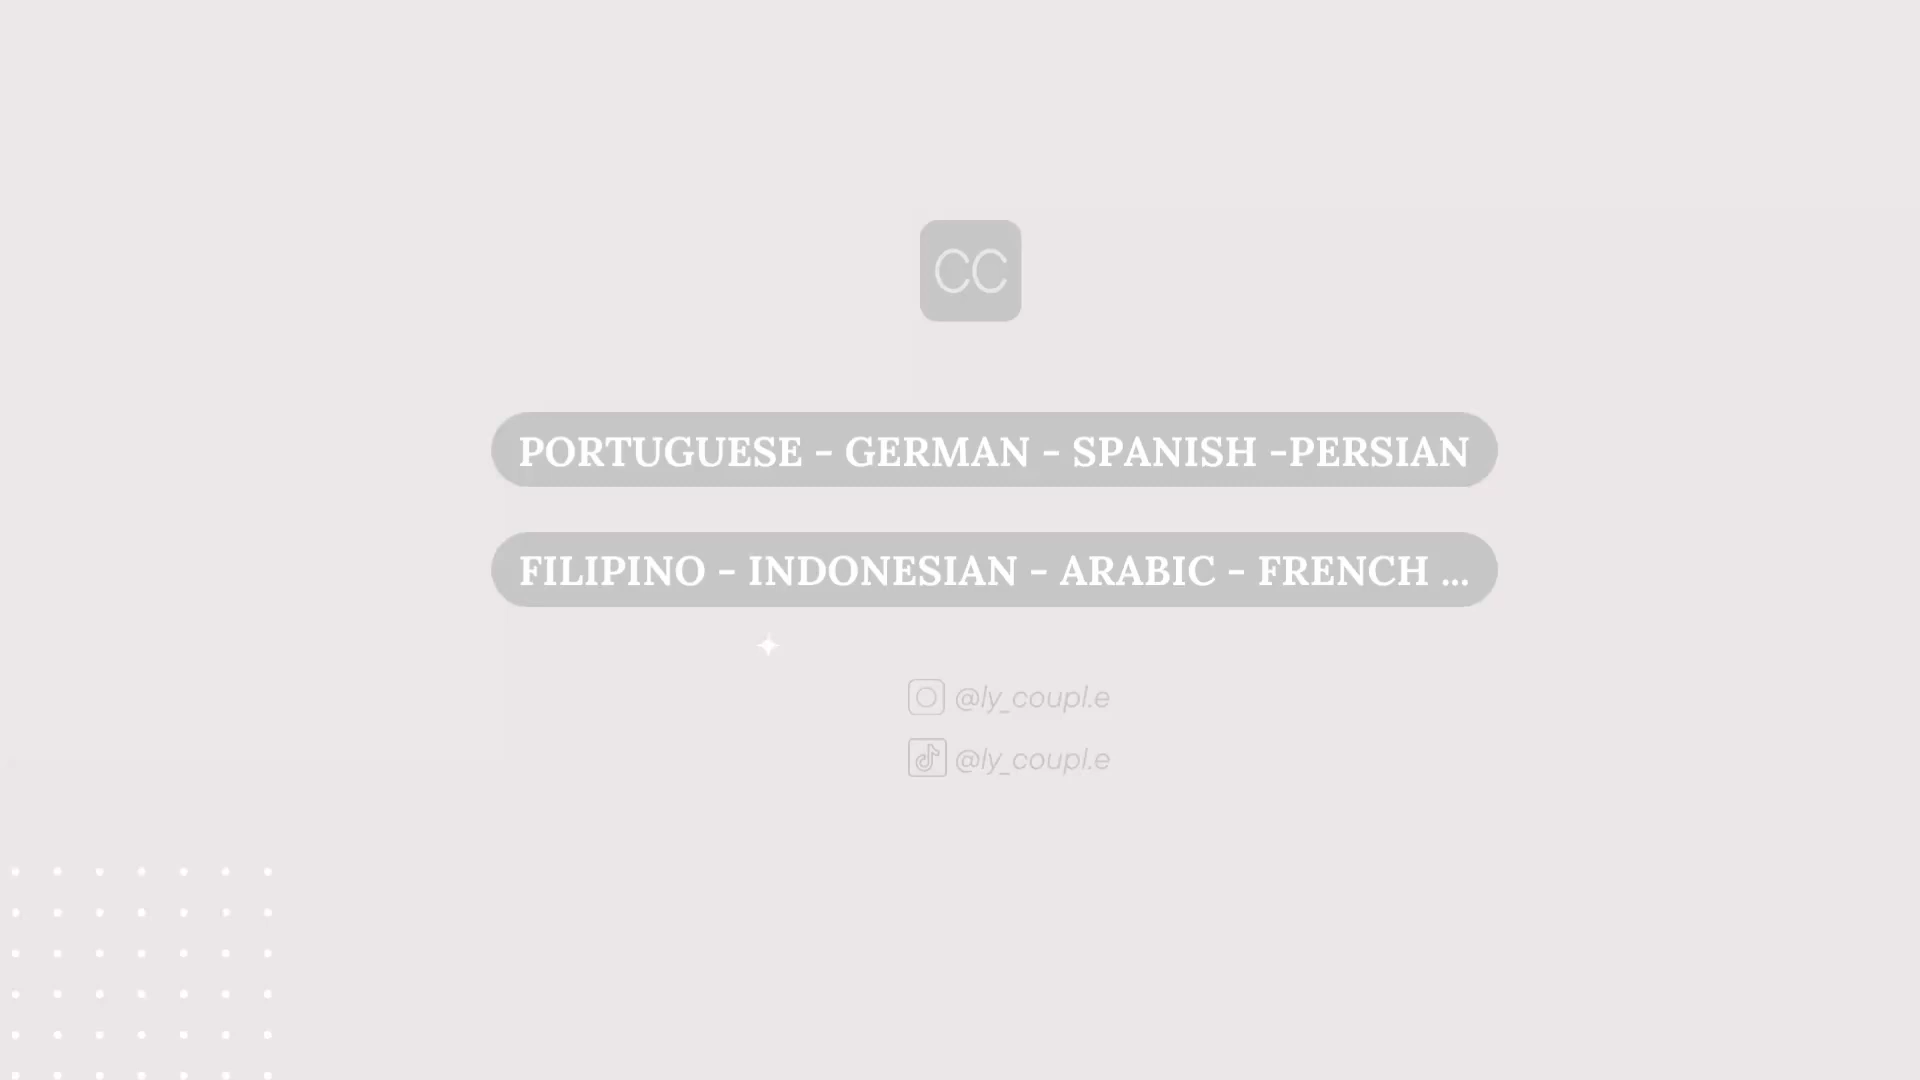 CC
PORTUGUESE - GERMAN - SPANISH -PERSIAN
FILIPINO - INDONESIAN - ARABIC - FRENCH ...
@ly_coupl.e
@ly_coupl.e